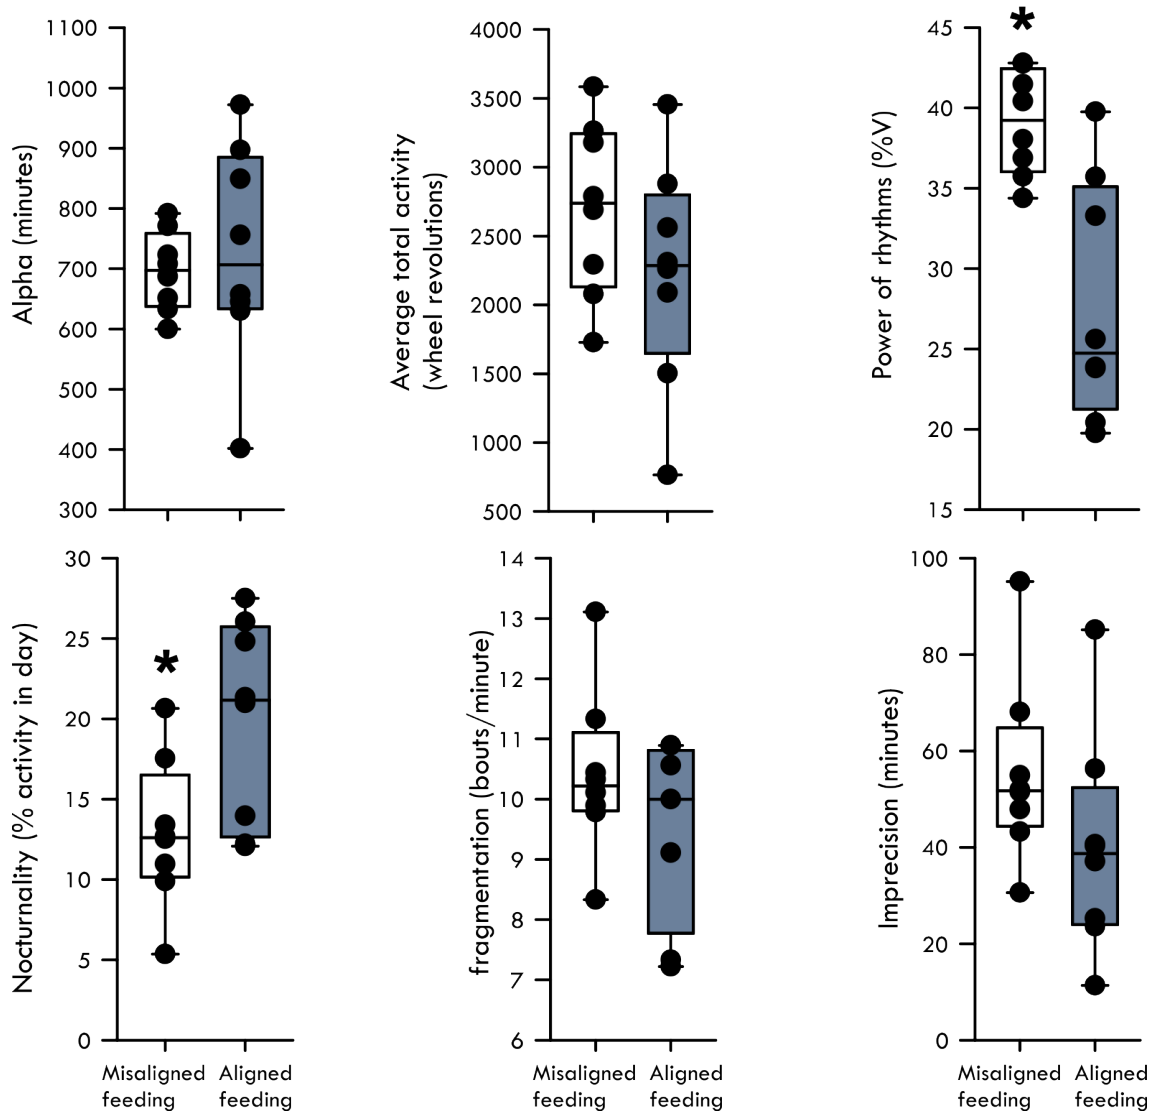 Alpha (minutes)
1100
1000
900
800
700
600
500
400
300
Average total activity
(wheel revolutions)
4000
3500
3000
2500
2000
1500
1000
500
Power of rhythms (%V)
45
40
35
30
25
20
15
*
Nocturnality (% activity in day)
30
25
20
15
10
5
0
*
Misaligned
feeding
Aligned
feeding
fragmentation (bouts/minute)
14
13
12
11
10
9
8
7
6
Misaligned
feeding
Aligned
feeding
Imprecision (minutes)
100
80
60
40
20
0
Misaligned
feeding
Aligned
feeding